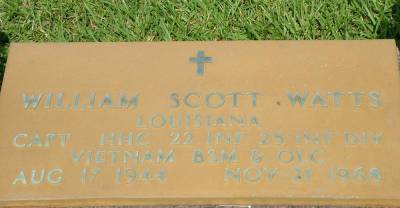 WILLIAM SCOTT WATTS
LOUISIANA
CAPT HHC 22 INF 25 INF DIV
VIETNAM BSM & OLC
AUG 17 1944 NOV 21 1968